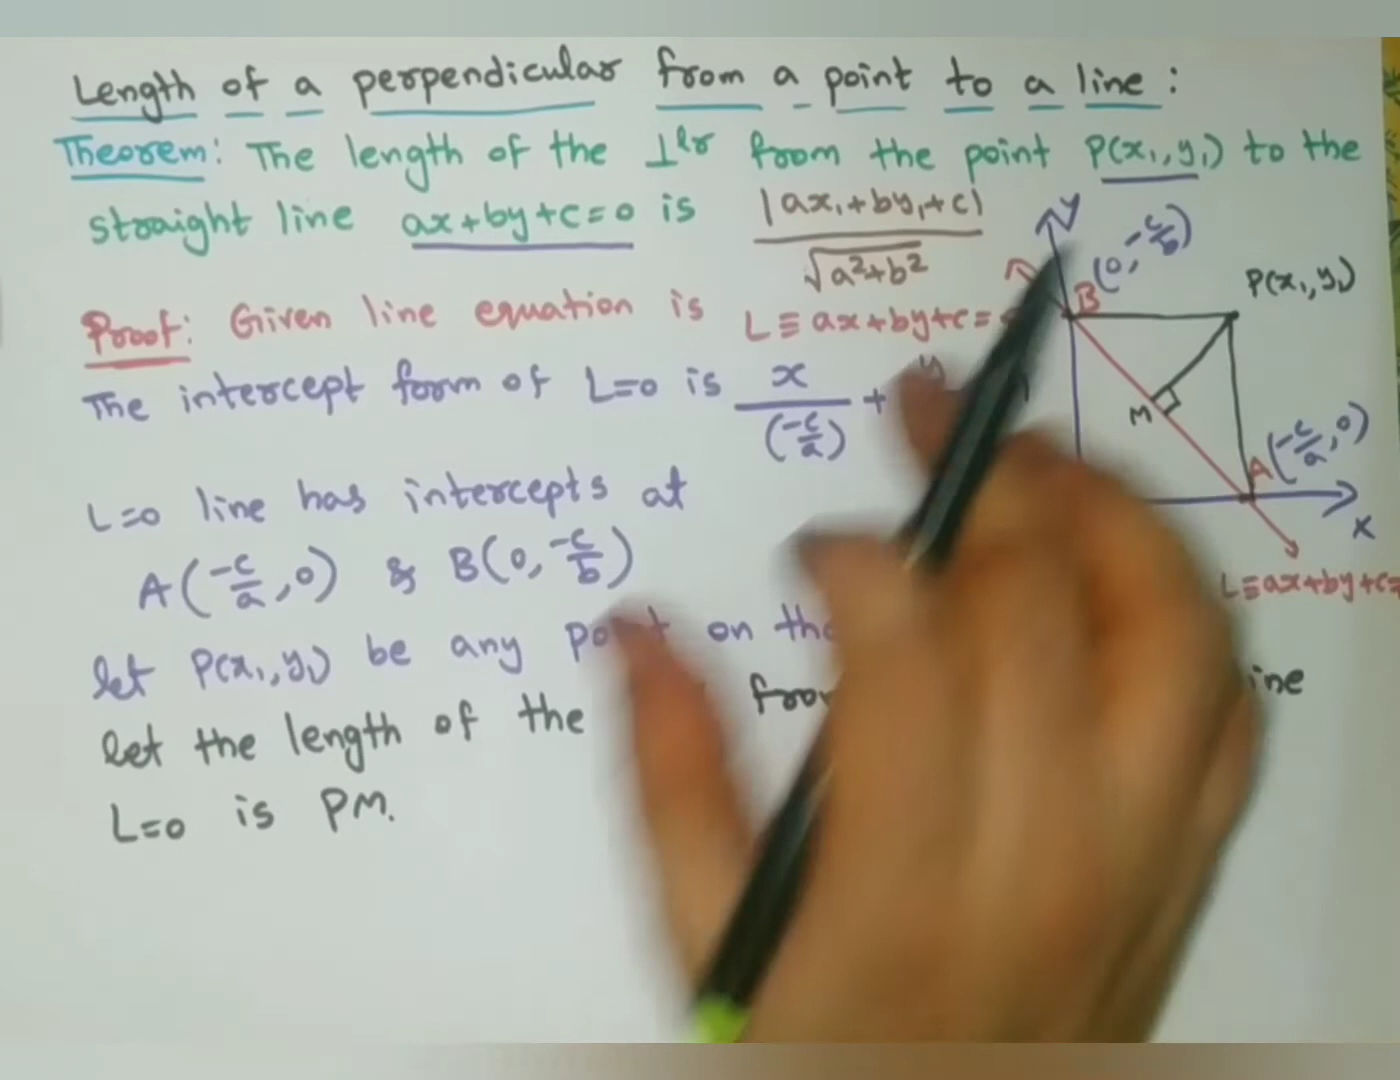 Length of a perpendicular from a point to a line:
Theorem: The length of the ⊥lr from the point P(x₁,y₁) to the
straight line ax+by+c=0 is |ax₁+by₁+c| / √a²+b²
Proof: Given line equation is L≡ax+by+c=
The intercept form of L=0 is x/(-c/a) + y
L=0 line has intercepts at
A(-c/a,0) & B(0,-c/b)
let P(x₁,y₁) be any point on the
let the length of the
L=0 is PM.
Y
B (0,-c/b)
P(x₁,y₁)
M
A(-c/a,0)
X
L≡ax+by+c=